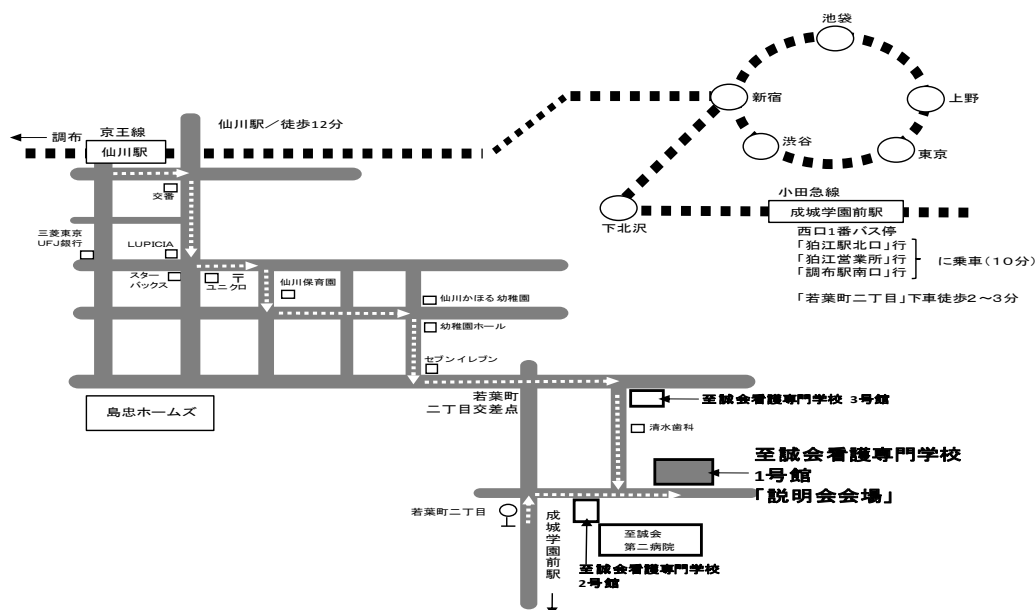 池袋
新宿
上野
渋谷
東京
仙川駅／徒歩12分
調布
京王線
仙川駅
小田急線
成城学園前駅
下北沢
西口1番バス停
「狛江駅北口」行
「狛江営業所」行
「調布駅南口」行
に乗車（10分）
「若葉町二丁目」下車徒歩2～3分
交番
三菱東京
UFJ銀行
LUPICIA
スター
バックス
ユニクロ
〒
仙川保育園
仙川かほる幼稚園
幼稚園ホール
セブンイレブン
島忠ホームズ
若葉町
二丁目交差点
至誠会看護専門学校 3号館
清水歯科
至誠会看護専門学校
1号館
「説明会会場」
若葉町二丁目
成城学園前駅
至誠会
第二病院
至誠会看護専門学校
2号館